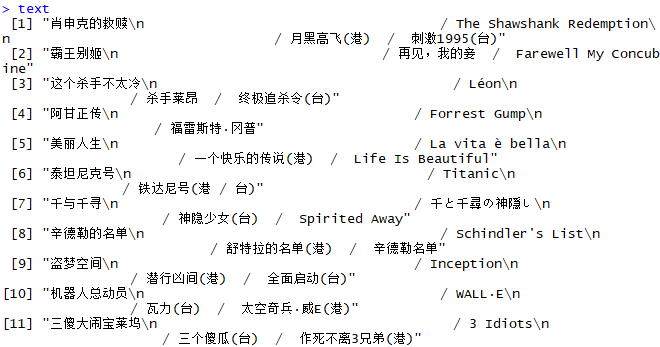 > text
[1] "肖申克的救赎\n / The Shawshank Redemption\
n / 月黑高飞(港) / 刺激1995(台)"
[2] "霸王别姬\n / 再见，我的妾 / Farewell My Concub
ine"
[3] "这个杀手不太冷\n / Léon\n
/ 杀手莱昂 / 终极追杀令(台)"
[4] "阿甘正传\n / Forrest Gump\n
/ 福雷斯特·冈普"
[5] "美丽人生\n / La vita è bella\n
/ 一个快乐的传说(港) / Life Is Beautiful"
[6] "泰坦尼克号\n / Titanic\n
/ 铁达尼号(港 / 台)"
[7] "千与千寻\n / 千と千尋の神隠し\n
/ 神隐少女(台) / Spirited Away"
[8] "辛德勒的名单\n / Schindler's List\n
/ 舒特拉的名单(港) / 辛德勒名单"
[9] "盗梦空间\n / Inception\n
/ 潜行凶间(港) / 全面启动(台)"
[10] "机器人总动员\n / WALL·E\n
/ 瓦力(台) / 太空奇兵·威E(港)"
[11] "三傻大闹宝莱坞\n / 3 Idiots\n
/ 三个傻瓜(台) / 作死不离3兄弟(港)"